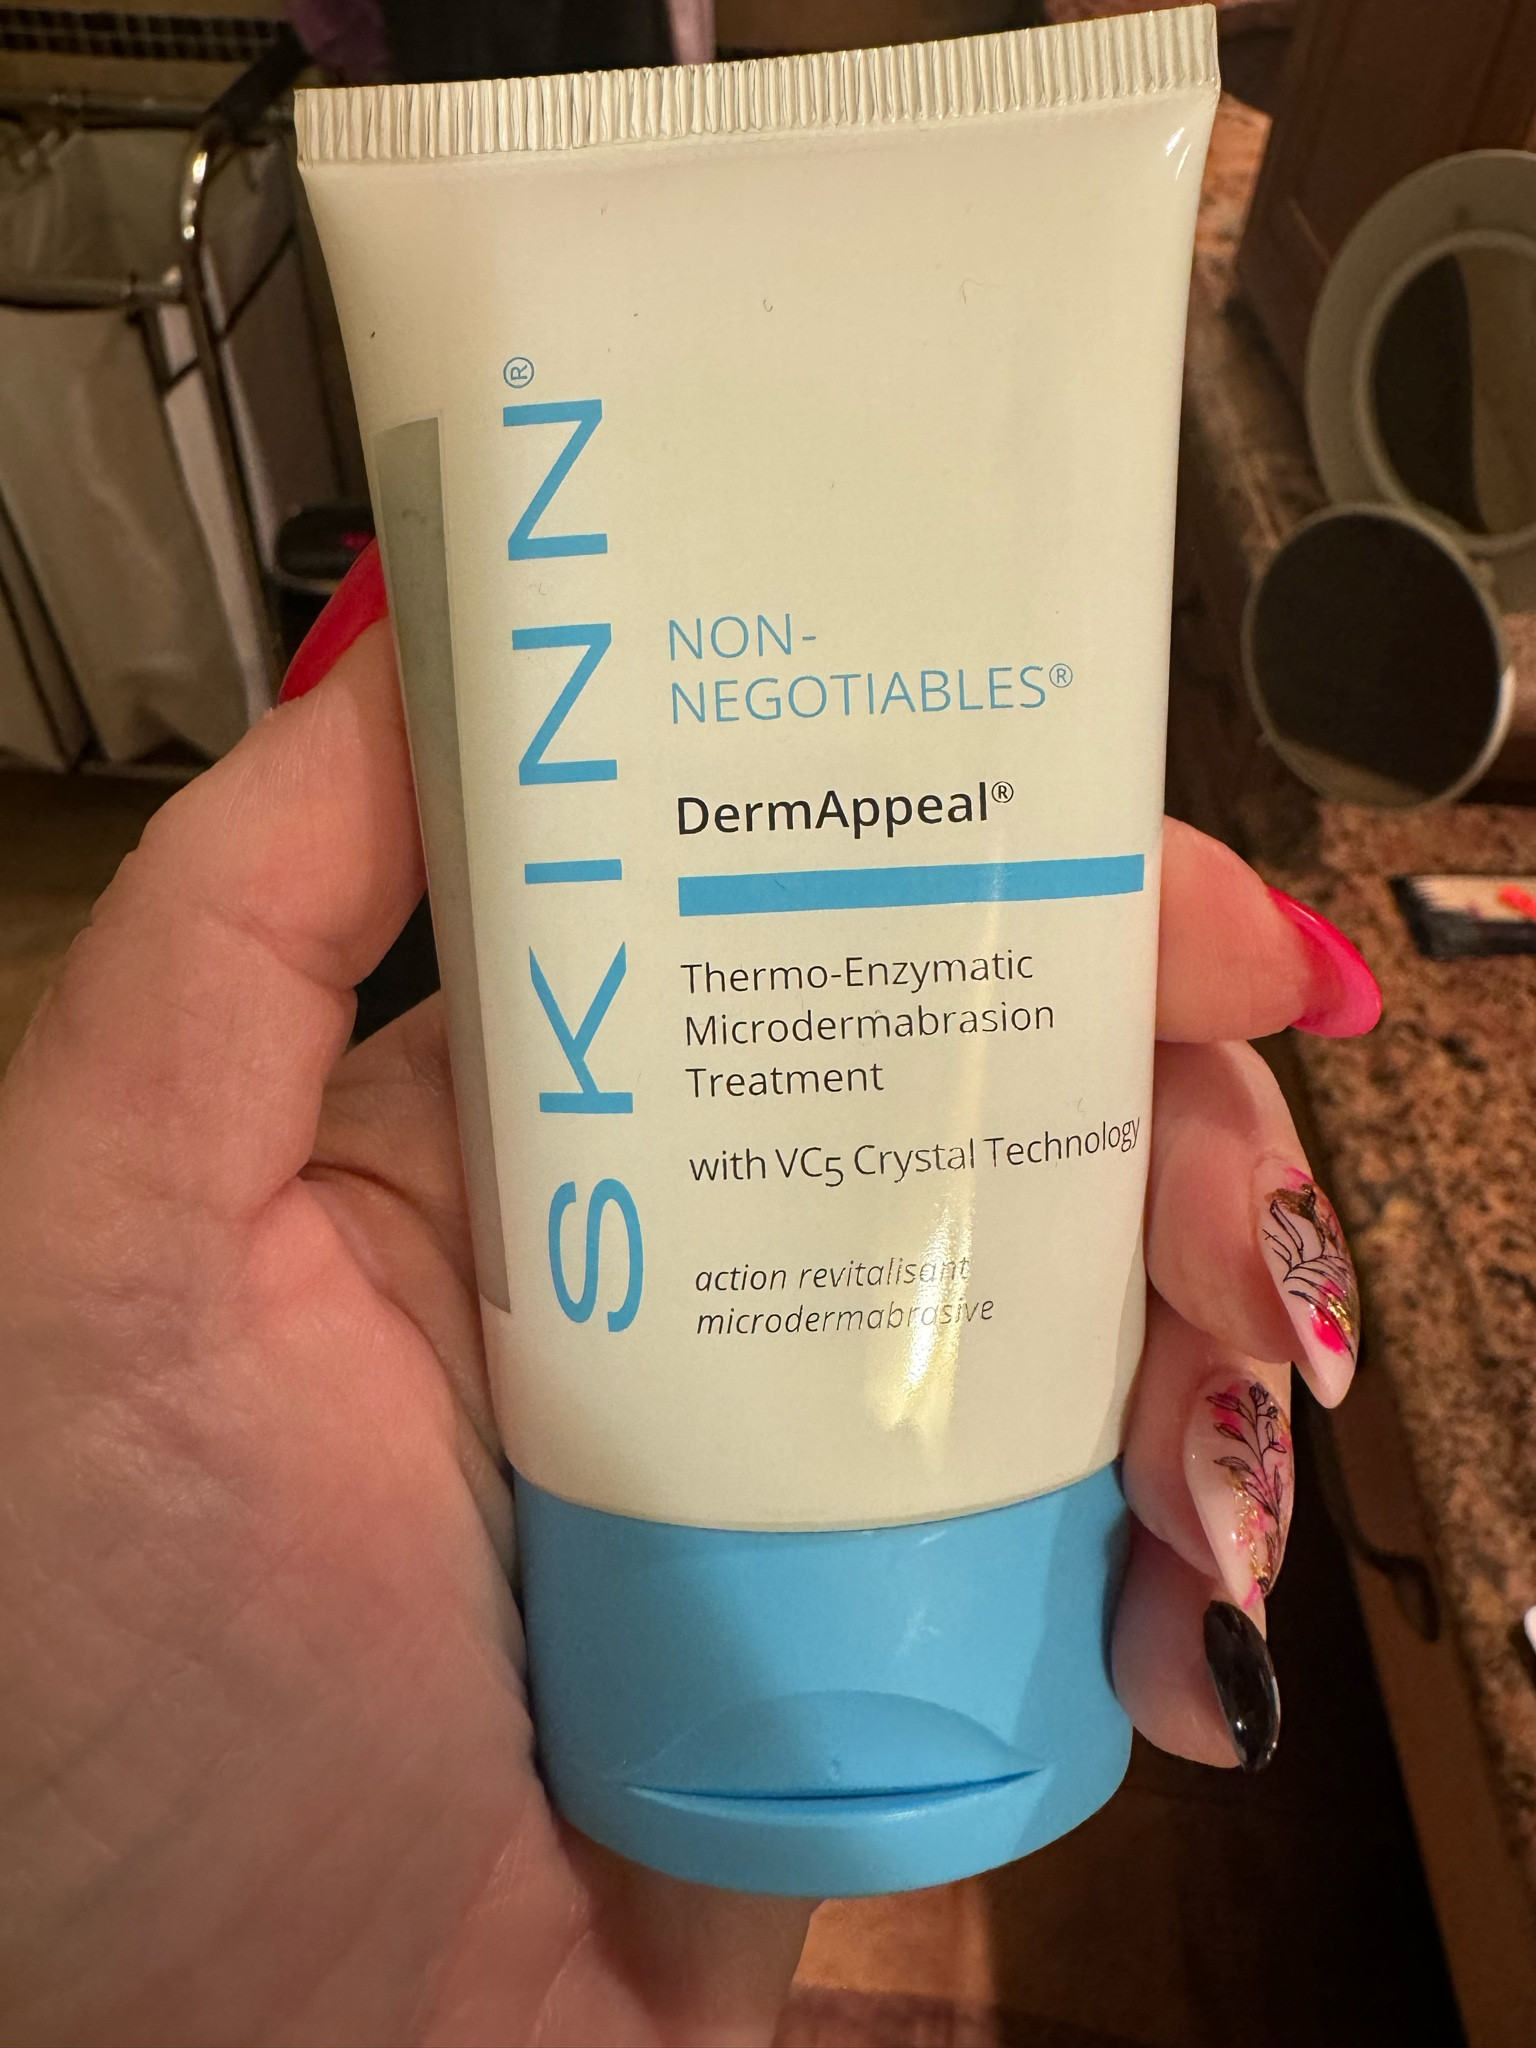 SKINN®
NON-
NEGOTIABLES®
DermAppeal®
Thermo-Enzymatic
Microdermabrasion
Treatment
with VC5 Crystal Technology
action revitalisant
microdermabrasive